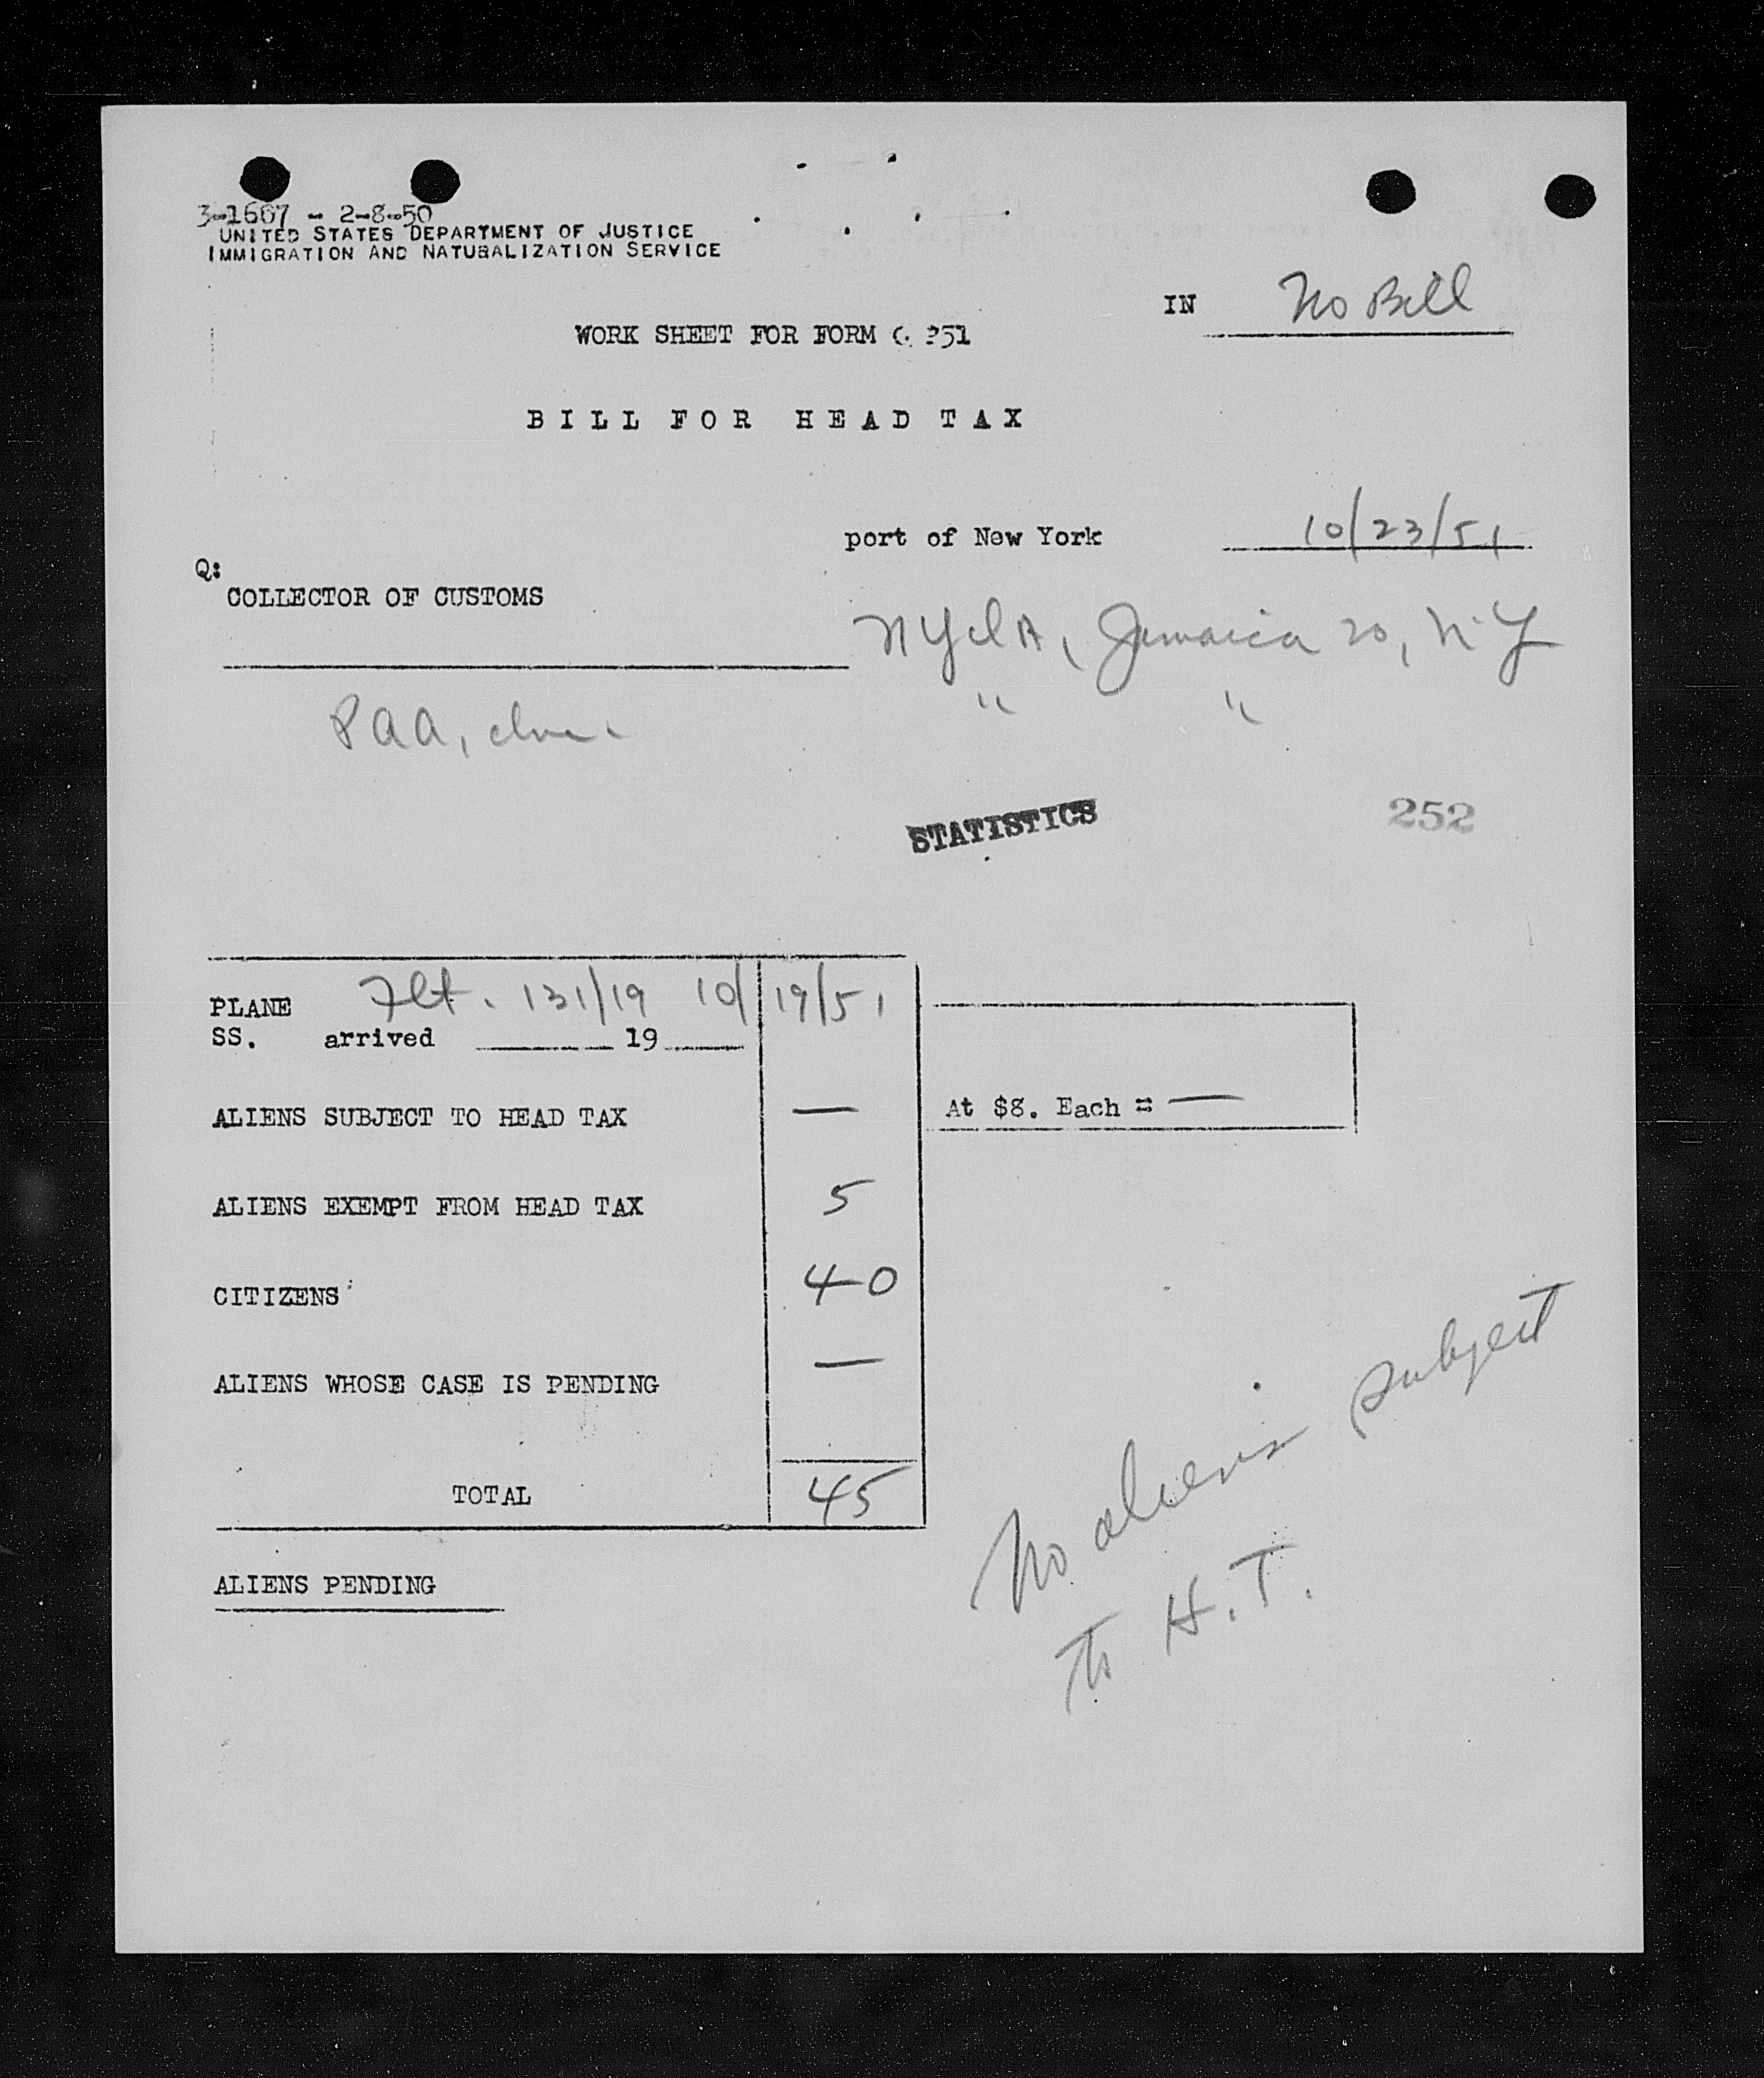 3-1667 - 2-8-50
UNITED STATES DEPARTMENT OF JUSTICE
IMMIGRATION AND NATURALIZATION SERVICE
IN No Bill
WORK SHEET FOR FORM 351
BILL FOR HEAD TAX
port of New York 10/23/51
Q:
COLLECTOR OF CUSTOMS
NYIA, Jamaica 20, NY
PAA, " "
STATISTICS 252
PLANE Flt. 131/19 10/19/51
SS. arrived 19
ALIENS SUBJECT TO HEAD TAX — At $8. Each = —
ALIENS EXEMPT FROM HEAD TAX 5
CITIZENS 40
ALIENS WHOSE CASE IS PENDING —
TOTAL 45
No aliens subject
to H.T.
ALIENS PENDING